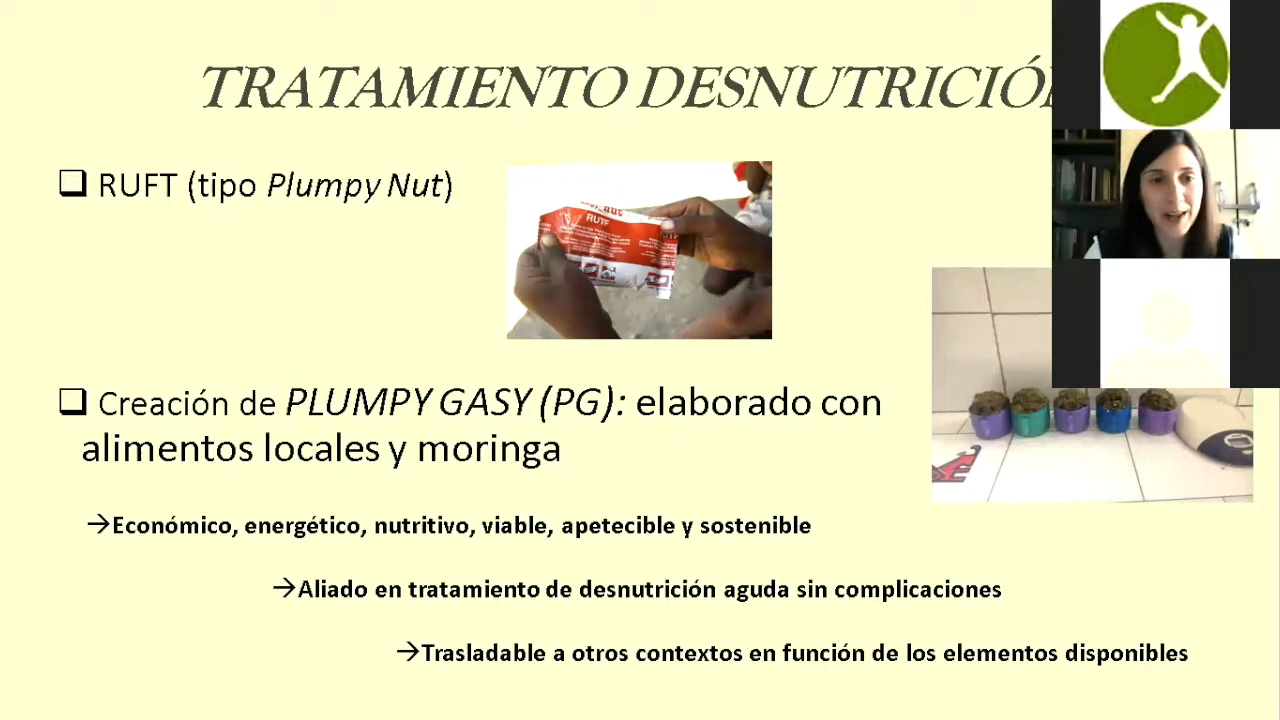 TRATAMIENTO DESNUTRICIÓN
❑ RUFT (tipo Plumpy Nut)
RUTF
❑ Creación de PLUMPY GASY (PG): elaborado con
alimentos locales y moringa
→Económico, energético, nutritivo, viable, apetecible y sostenible
→Aliado en tratamiento de desnutrición aguda sin complicaciones
→Trasladable a otros contextos en función de los elementos disponibles